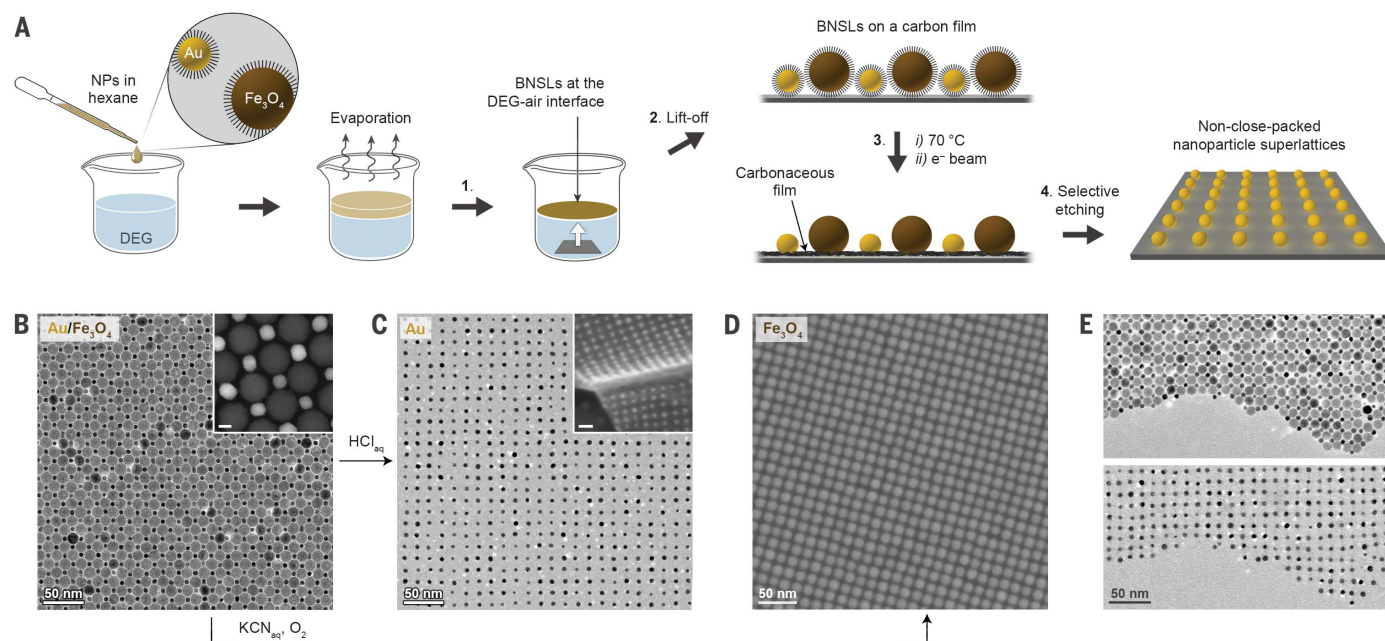 A
NPs in
hexane
Au
Fe₃O₄
DEG
Evaporation
1.
BNSLs at the
DEG-air interface
2. Lift-off
BNSLs on a carbon film
3.
i) 70 °C
ii) e⁻ beam
Carbonaceous
film
4. Selective
etching
Non-close-packed
nanoparticle superlattices
B
Au/Fe₃O₄
50 nm
HClaq
C
Au
50 nm
D
Fe₃O₄
50 nm
E
50 nm
KCNaq, O₂